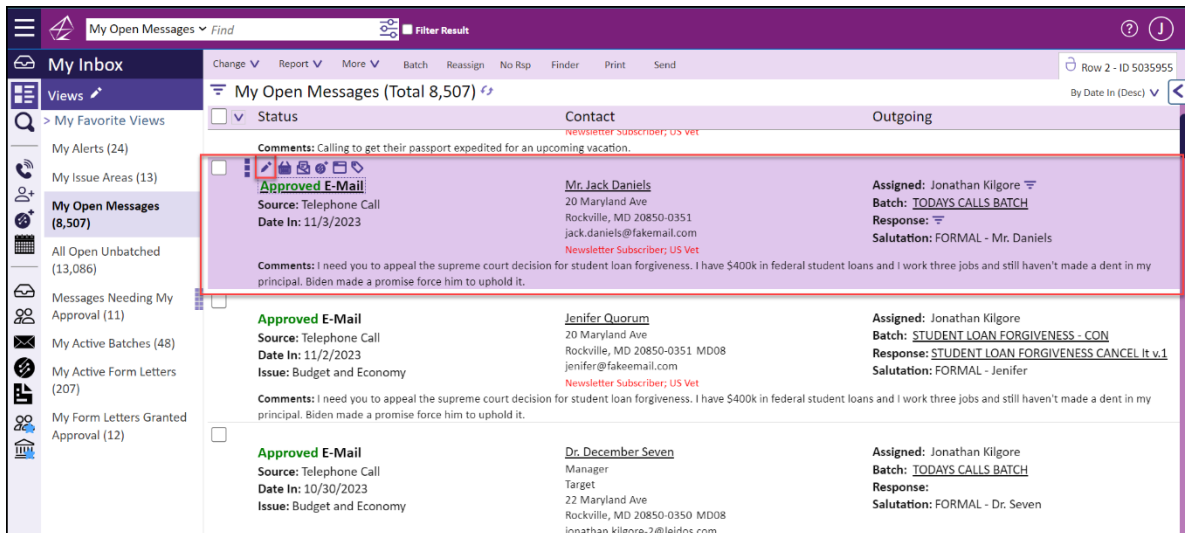 My Open Messages Find Filter Result ? J
My Inbox
Change Report More Batch Reassign No Rsp Finder Print Send Row 2 - ID 5035955
Views
My Open Messages (Total 8,507) By Date In (Desc)
> My Favorite Views
My Alerts (24)
My Issue Areas (13)
My Open Messages
(8,507)
All Open Unbatched
(13,086)
Messages Needing My
Approval (11)
My Active Batches (48)
My Active Form Letters
(207)
My Form Letters Granted
Approval (12)
Status Contact Outgoing
Newsletter Subscriber; US Vet
Comments: Calling to get their passport expedited for an upcoming vacation.
Approved E-Mail
Source: Telephone Call
Date In: 11/3/2023
Mr. Jack Daniels
20 Maryland Ave
Rockville, MD 20850-0351
jack.daniels@fakemail.com
Newsletter Subscriber; US Vet
Assigned: Jonathan Kilgore
Batch: TODAYS CALLS BATCH
Response:
Salutation: FORMAL - Mr. Daniels
Comments: I need you to appeal the supreme court decision for student loan forgiveness. I have $400k in federal student loans and I work three jobs and still haven't made a dent in my
principal. Biden made a promise force him to uphold it.
Approved E-Mail
Source: Telephone Call
Date In: 11/2/2023
Issue: Budget and Economy
Jenifer Quorum
20 Maryland Ave
Rockville, MD 20850-0351 MD08
jenifer@fakeemail.com
Newsletter Subscriber; US Vet
Assigned: Jonathan Kilgore
Batch: STUDENT LOAN FORGIVENESS - CON
Response: STUDENT LOAN FORGIVENESS CANCEL lt v.1
Salutation: FORMAL - Jenifer
Comments: I need you to appeal the supreme court decision for student loan forgiveness. I have $400k in federal student loans and I work three jobs and still haven't made a dent in my
principal. Biden made a promise force him to uphold it.
Approved E-Mail
Source: Telephone Call
Date In: 10/30/2023
Issue: Budget and Economy
Dr. December Seven
Manager
Target
22 Maryland Ave
Rockville, MD 20850-0350 MD08
jonathan.kilgore-2@leidos.com
Assigned: Jonathan Kilgore
Batch: TODAYS CALLS BATCH
Response:
Salutation: FORMAL - Dr. Seven